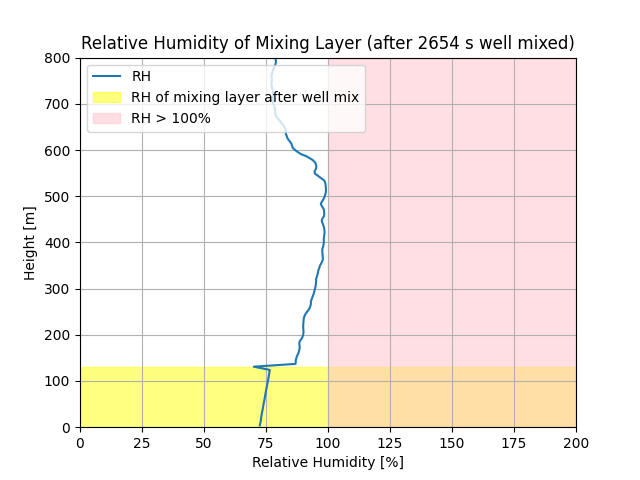 Relative Humidity of Mixing Layer (after 2654 s well mixed)
800
700
600
500
400
300
200
100
0
Height [m]
RH
RH of mixing layer after well mix
RH > 100%
0 25 50 75 100 125 150 175 200
Relative Humidity [%]